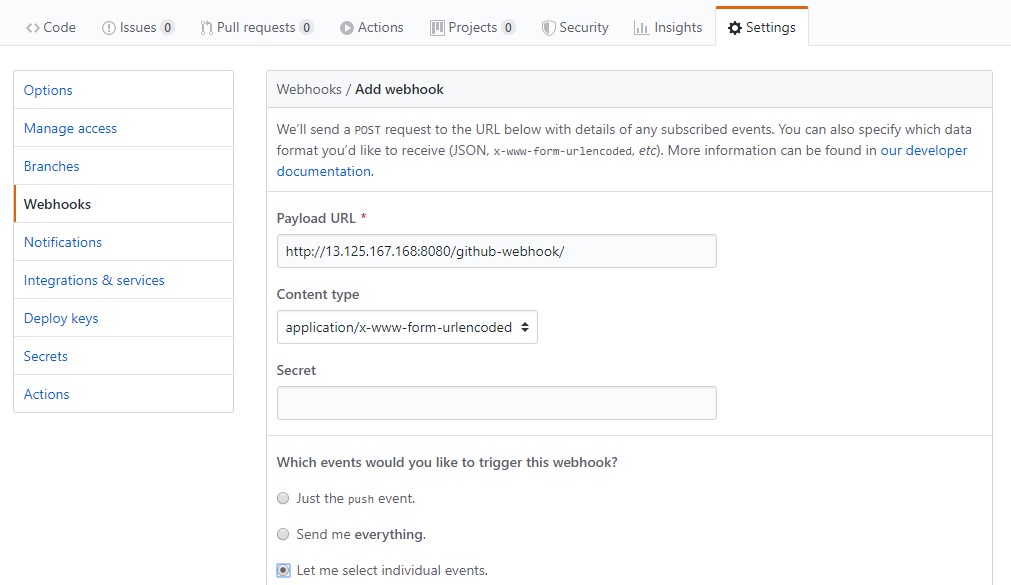 Code Issues 0 Pull requests 0 Actions Projects 0 Security Insights Settings
Options
Manage access
Branches
Webhooks
Notifications
Integrations & services
Deploy keys
Secrets
Actions
Webhooks / Add webhook
We’ll send a POST request to the URL below with details of any subscribed events. You can also specify which data
format you’d like to receive (JSON, x-www-form-urlencoded, etc). More information can be found in our developer
documentation.
Payload URL *
http://13.125.167.168:8080/github-webhook/
Content type
application/x-www-form-urlencoded
Secret
Which events would you like to trigger this webhook?
Just the push event.
Send me everything.
Let me select individual events.